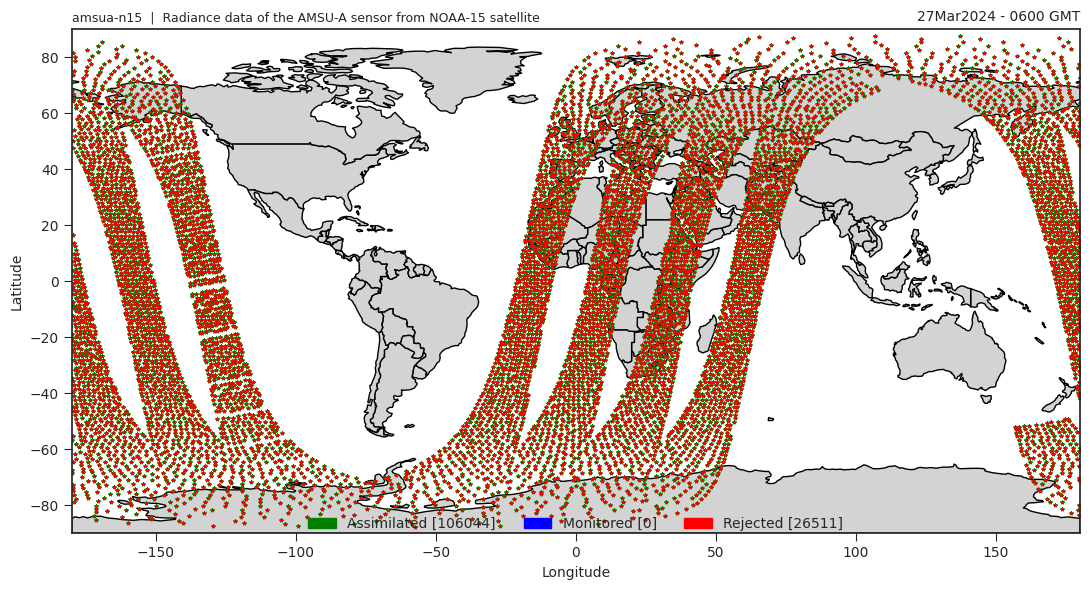 amsua-n15 | Radiance data of the AMSU-A sensor from NOAA-15 satellite
27Mar2024 - 0600 GMT
80
60
40
20
0
−20
−40
−60
−80
Latitude
Assimilated [106044]
Monitored [0]
Rejected [26511]
−150
−100
−50
0
50
100
150
Longitude